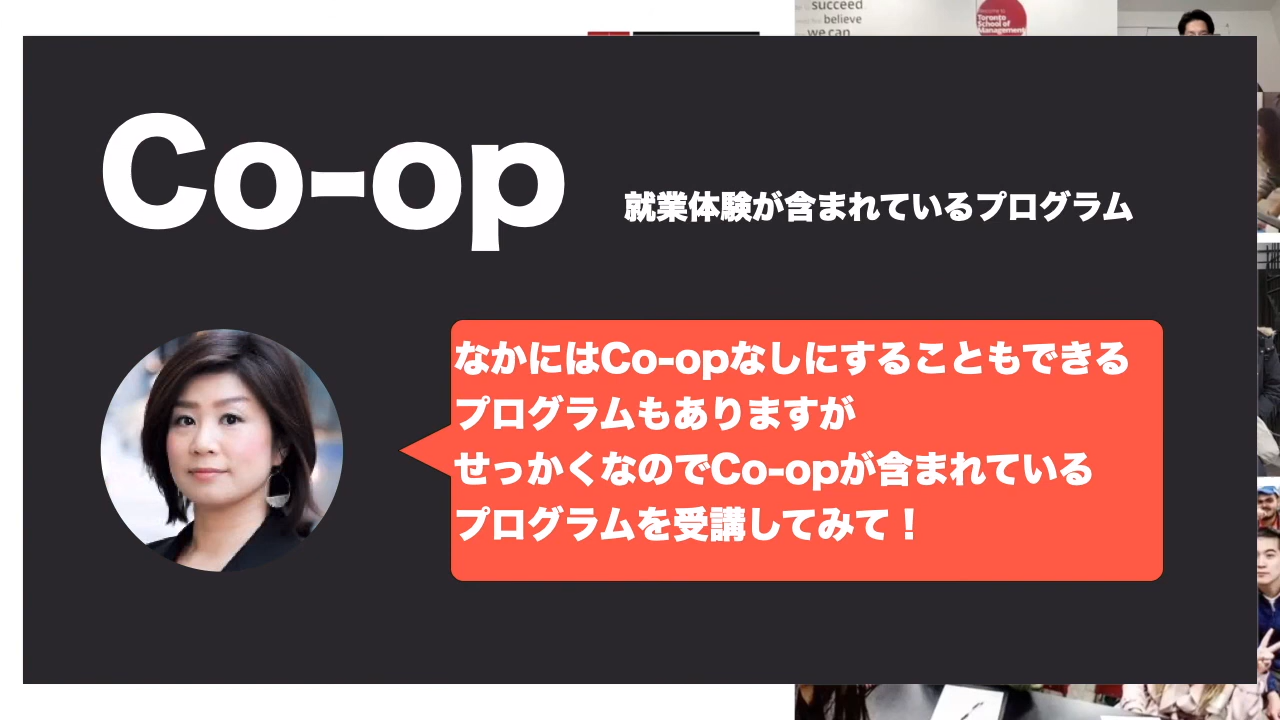 succeed
believe
we can
Toronto
School of
Management
Co-op
就業体験が含まれているプログラム
なかにはCo-opなしにすることもできる
プログラムもありますが
せっかくなのでCo-opが含まれている
プログラムを受講してみて！